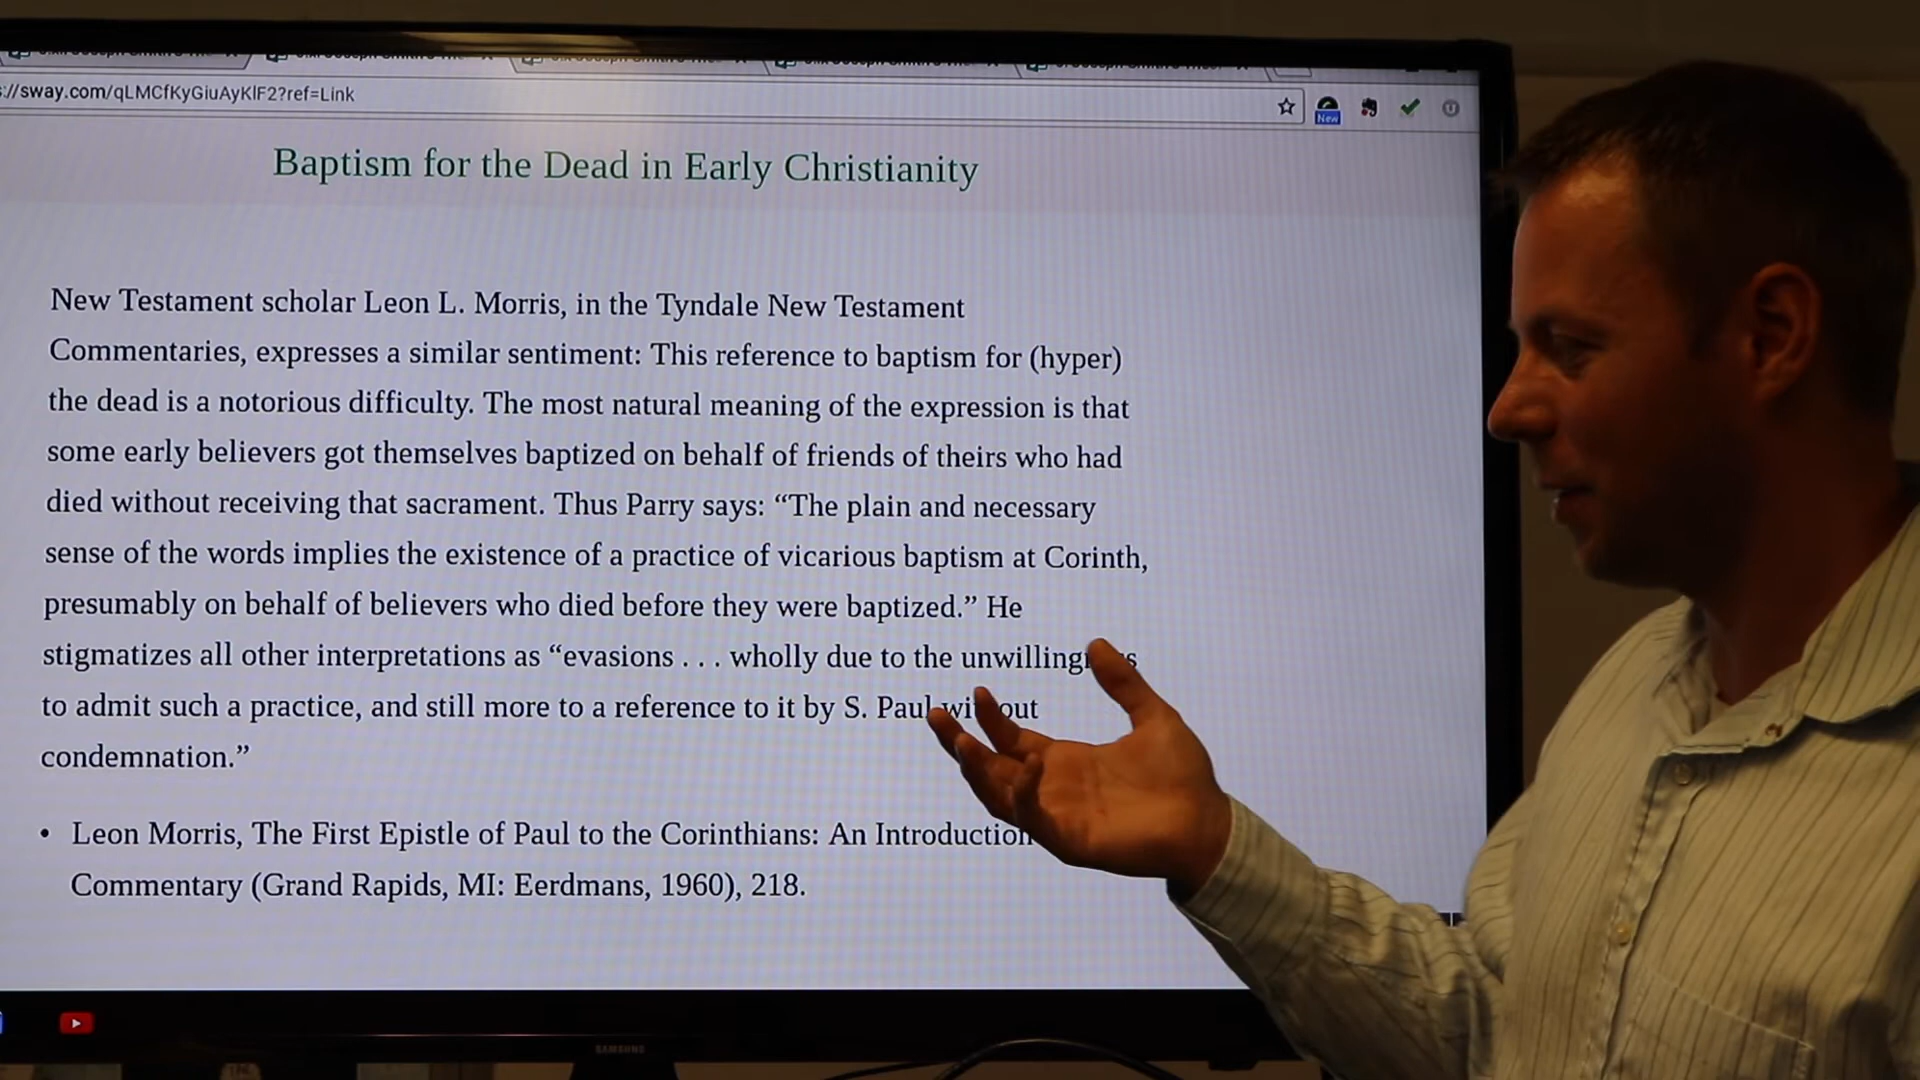 ://sway.com/qLMCfKyGiuAyKlF2?ref=Link
New
Baptism for the Dead in Early Christianity
New Testament scholar Leon L. Morris, in the Tyndale New Testament
Commentaries, expresses a similar sentiment: This reference to baptism for (hyper)
the dead is a notorious difficulty. The most natural meaning of the expression is that
some early believers got themselves baptized on behalf of friends of theirs who had
died without receiving that sacrament. Thus Parry says: “The plain and necessary
sense of the words implies the existence of a practice of vicarious baptism at Corinth,
presumably on behalf of believers who died before they were baptized.” He
stigmatizes all other interpretations as “evasions . . . wholly due to the
to admit such a practice, and still more to a reference to it by S. Paul
condemnation.”
• Leon Morris, The First Epistle of Paul to the Corinthians: An Introduction
Commentary (Grand Rapids, MI: Eerdmans, 1960), 218.
SAMSUNG